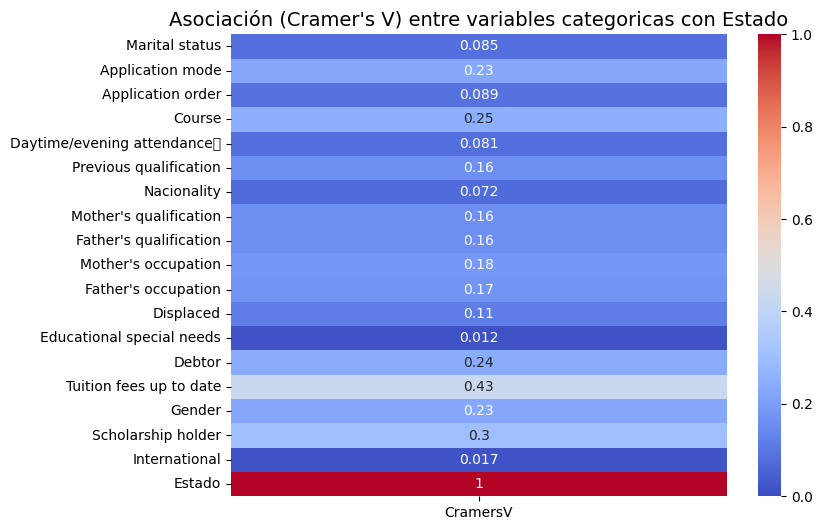 Asociación (Cramer's V) entre variables categoricas con Estado
Marital status 0.085
Application mode 0.23
Application order 0.089
Course 0.25
Daytime/evening attendance 0.081
Previous qualification 0.16
Nacionality 0.072
Mother's qualification 0.16
Father's qualification 0.16
Mother's occupation 0.18
Father's occupation 0.17
Displaced 0.11
Educational special needs 0.012
Debtor 0.24
Tuition fees up to date 0.43
Gender 0.23
Scholarship holder 0.3
International 0.017
Estado 1
CramersV
1.0
0.8
0.6
0.4
0.2
0.0